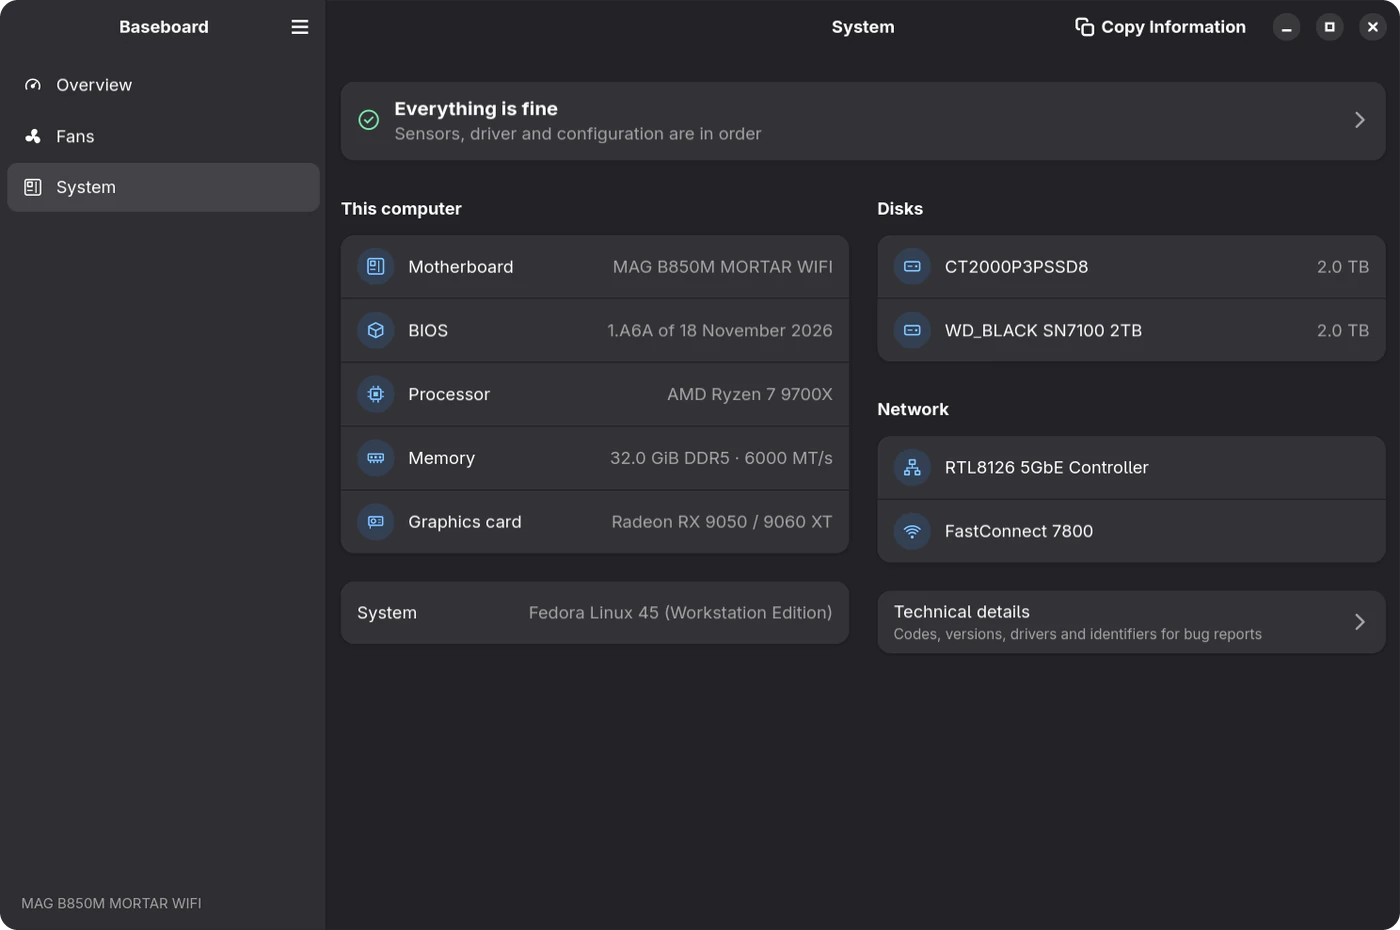 Baseboard
Overview
Fans
System
MAG B850M MORTAR WIFI
System
Copy Information
Everything is fine
Sensors, driver and configuration are in order
This computer
Motherboard MAG B850M MORTAR WIFI
BIOS 1.A6A of 18 November 2026
Processor AMD Ryzen 7 9700X
Memory 32.0 GiB DDR5 · 6000 MT/s
Graphics card Radeon RX 9050 / 9060 XT
System Fedora Linux 45 (Workstation Edition)
Disks
CT2000P3PSSD8 2.0 TB
WD_BLACK SN7100 2TB 2.0 TB
Network
RTL8126 5GbE Controller
FastConnect 7800
Technical details
Codes, versions, drivers and identifiers for bug reports